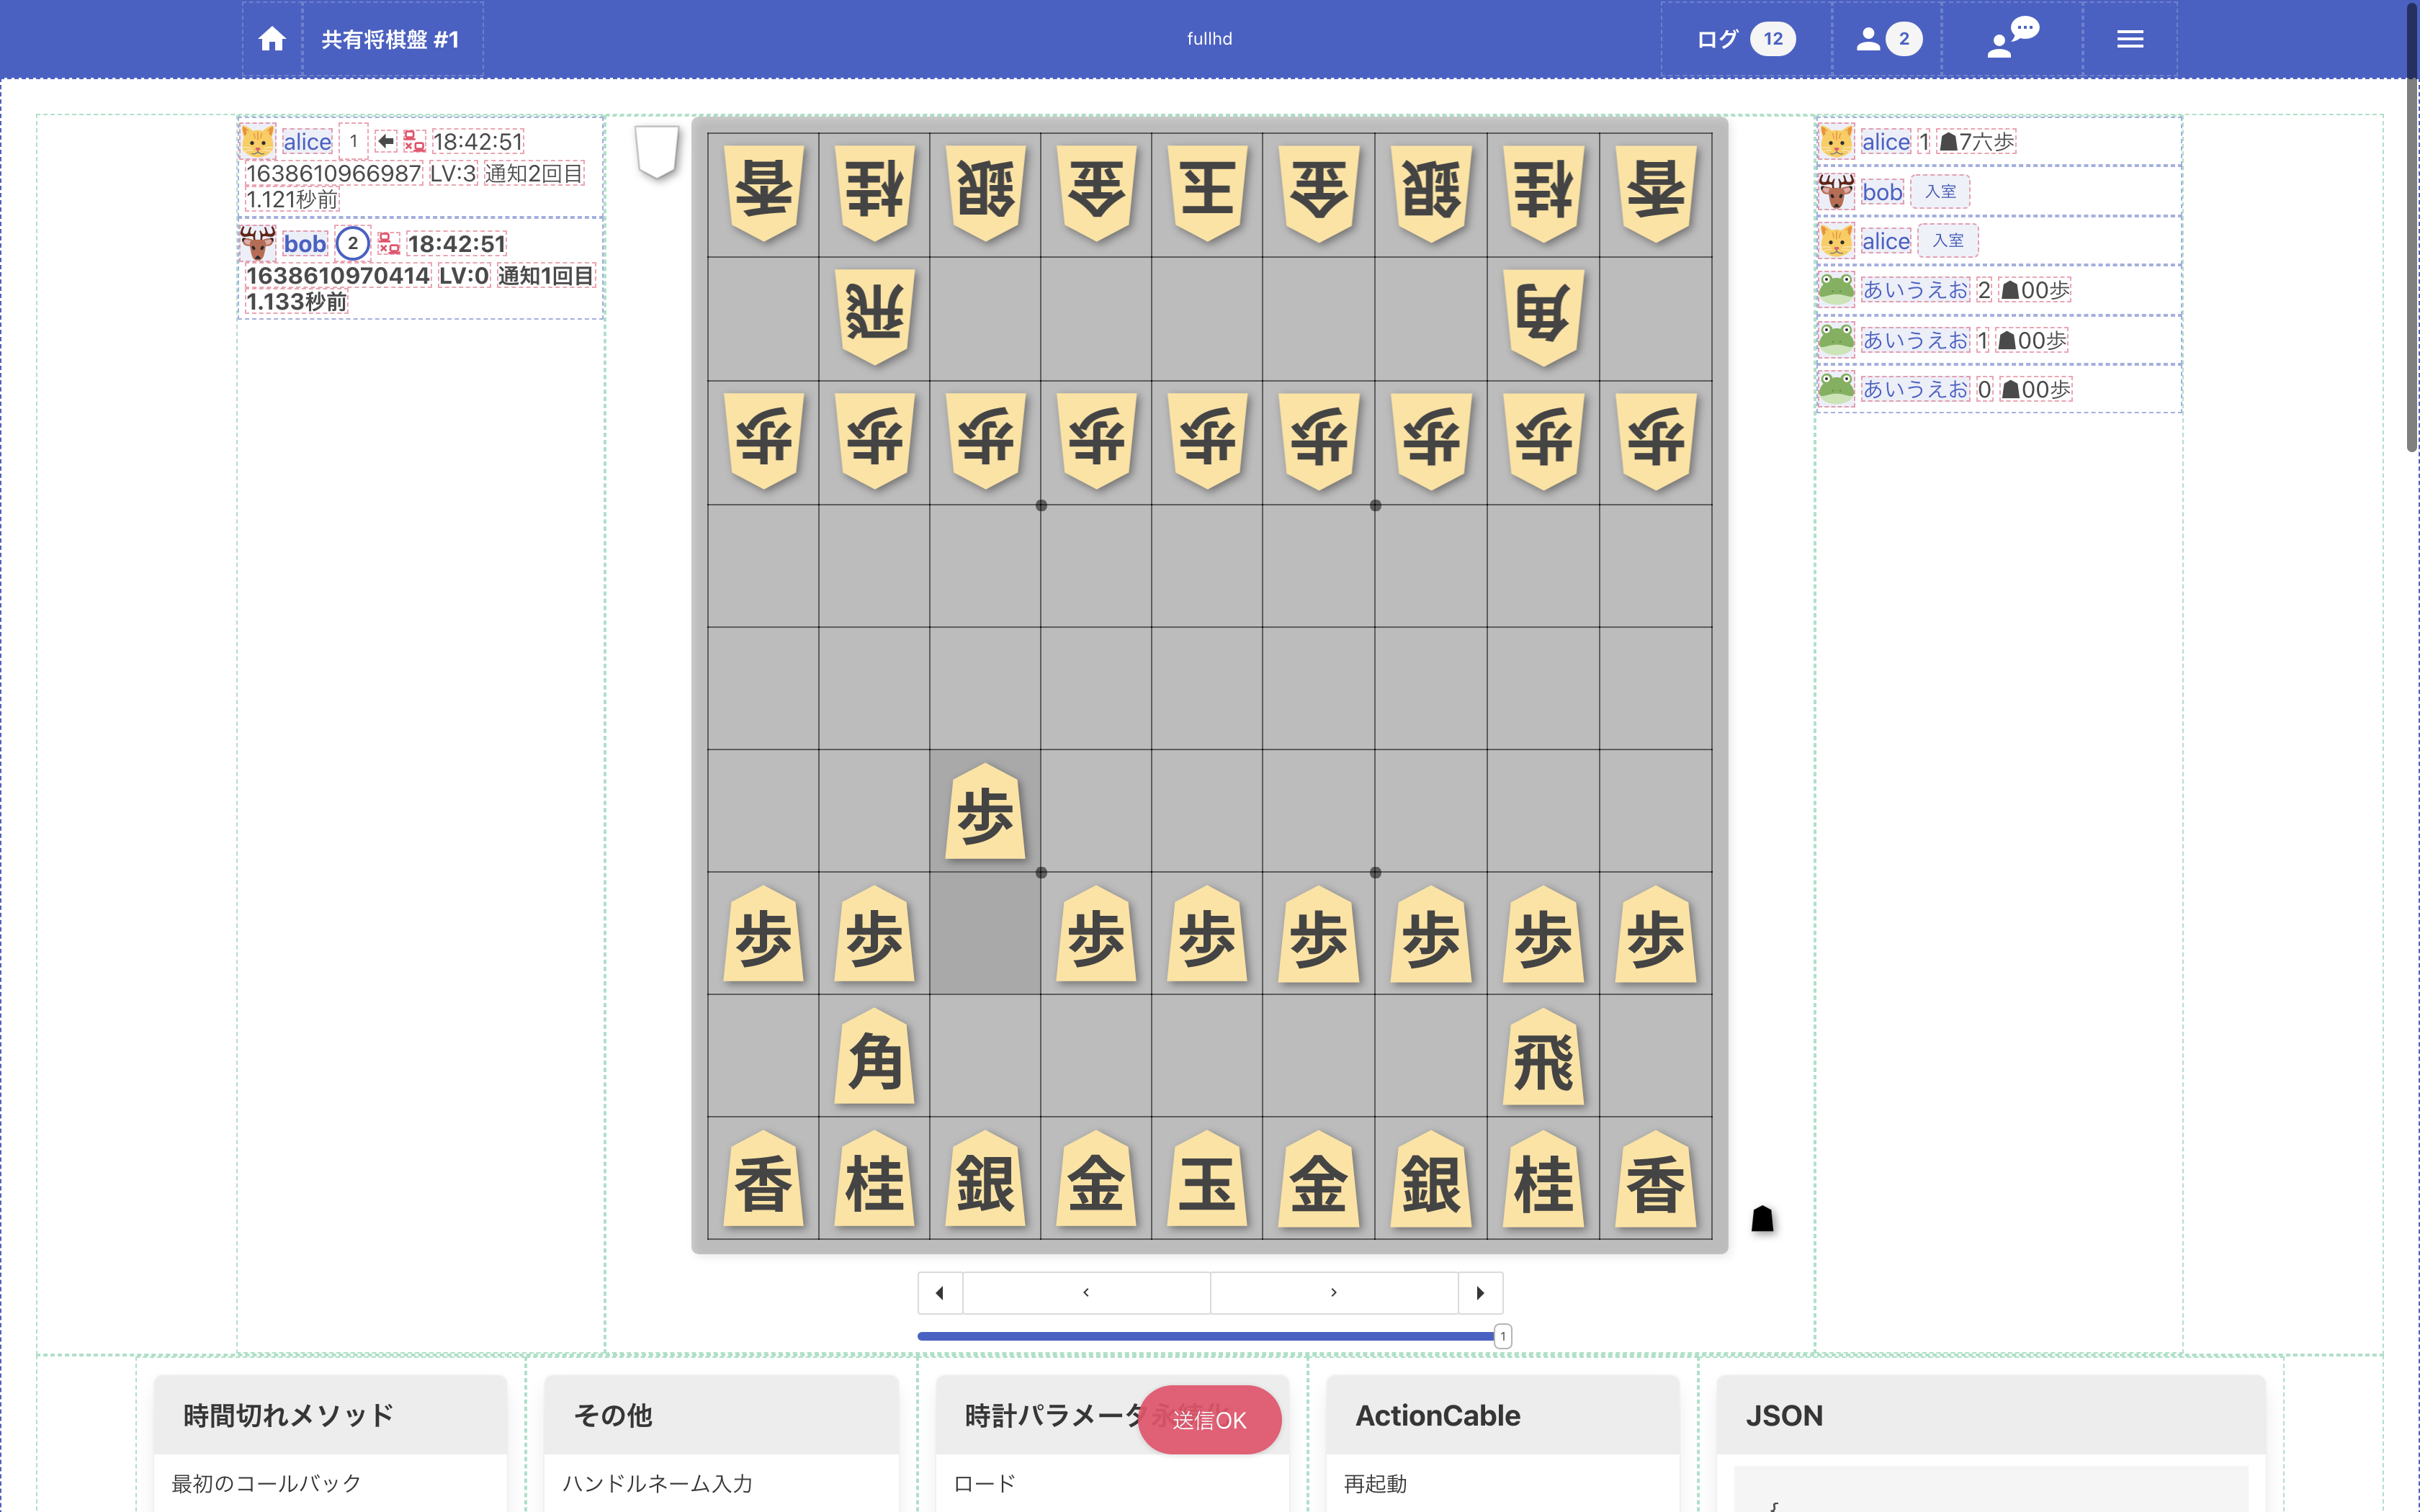 共有将棋盤 #1
fullhd
ログ 12
2
alice 1 18:42:51
1638610966987 LV:3 通知2回目
1.121秒前
bob 2 18:42:51
1638610970414 LV:0 通知1回目
1.133秒前
香 桂 銀 金 玉 金 銀 桂 香
飛 角
歩 歩 歩 歩 歩 歩 歩 歩 歩
歩
歩 歩 歩 歩 歩 歩 歩 歩
角 飛
香 桂 銀 金 玉 金 銀 桂 香
alice 1 ☗7六歩
bob 入室
alice 入室
あいうえお 2 ☗00歩
あいうえお 1 ☗00歩
あいうえお 0 ☗00歩
1
時間切れメソッド
最初のコールバック
その他
ハンドルネーム入力
時計パラメータ
送信OK
ロード
ActionCable
再起動
JSON
{